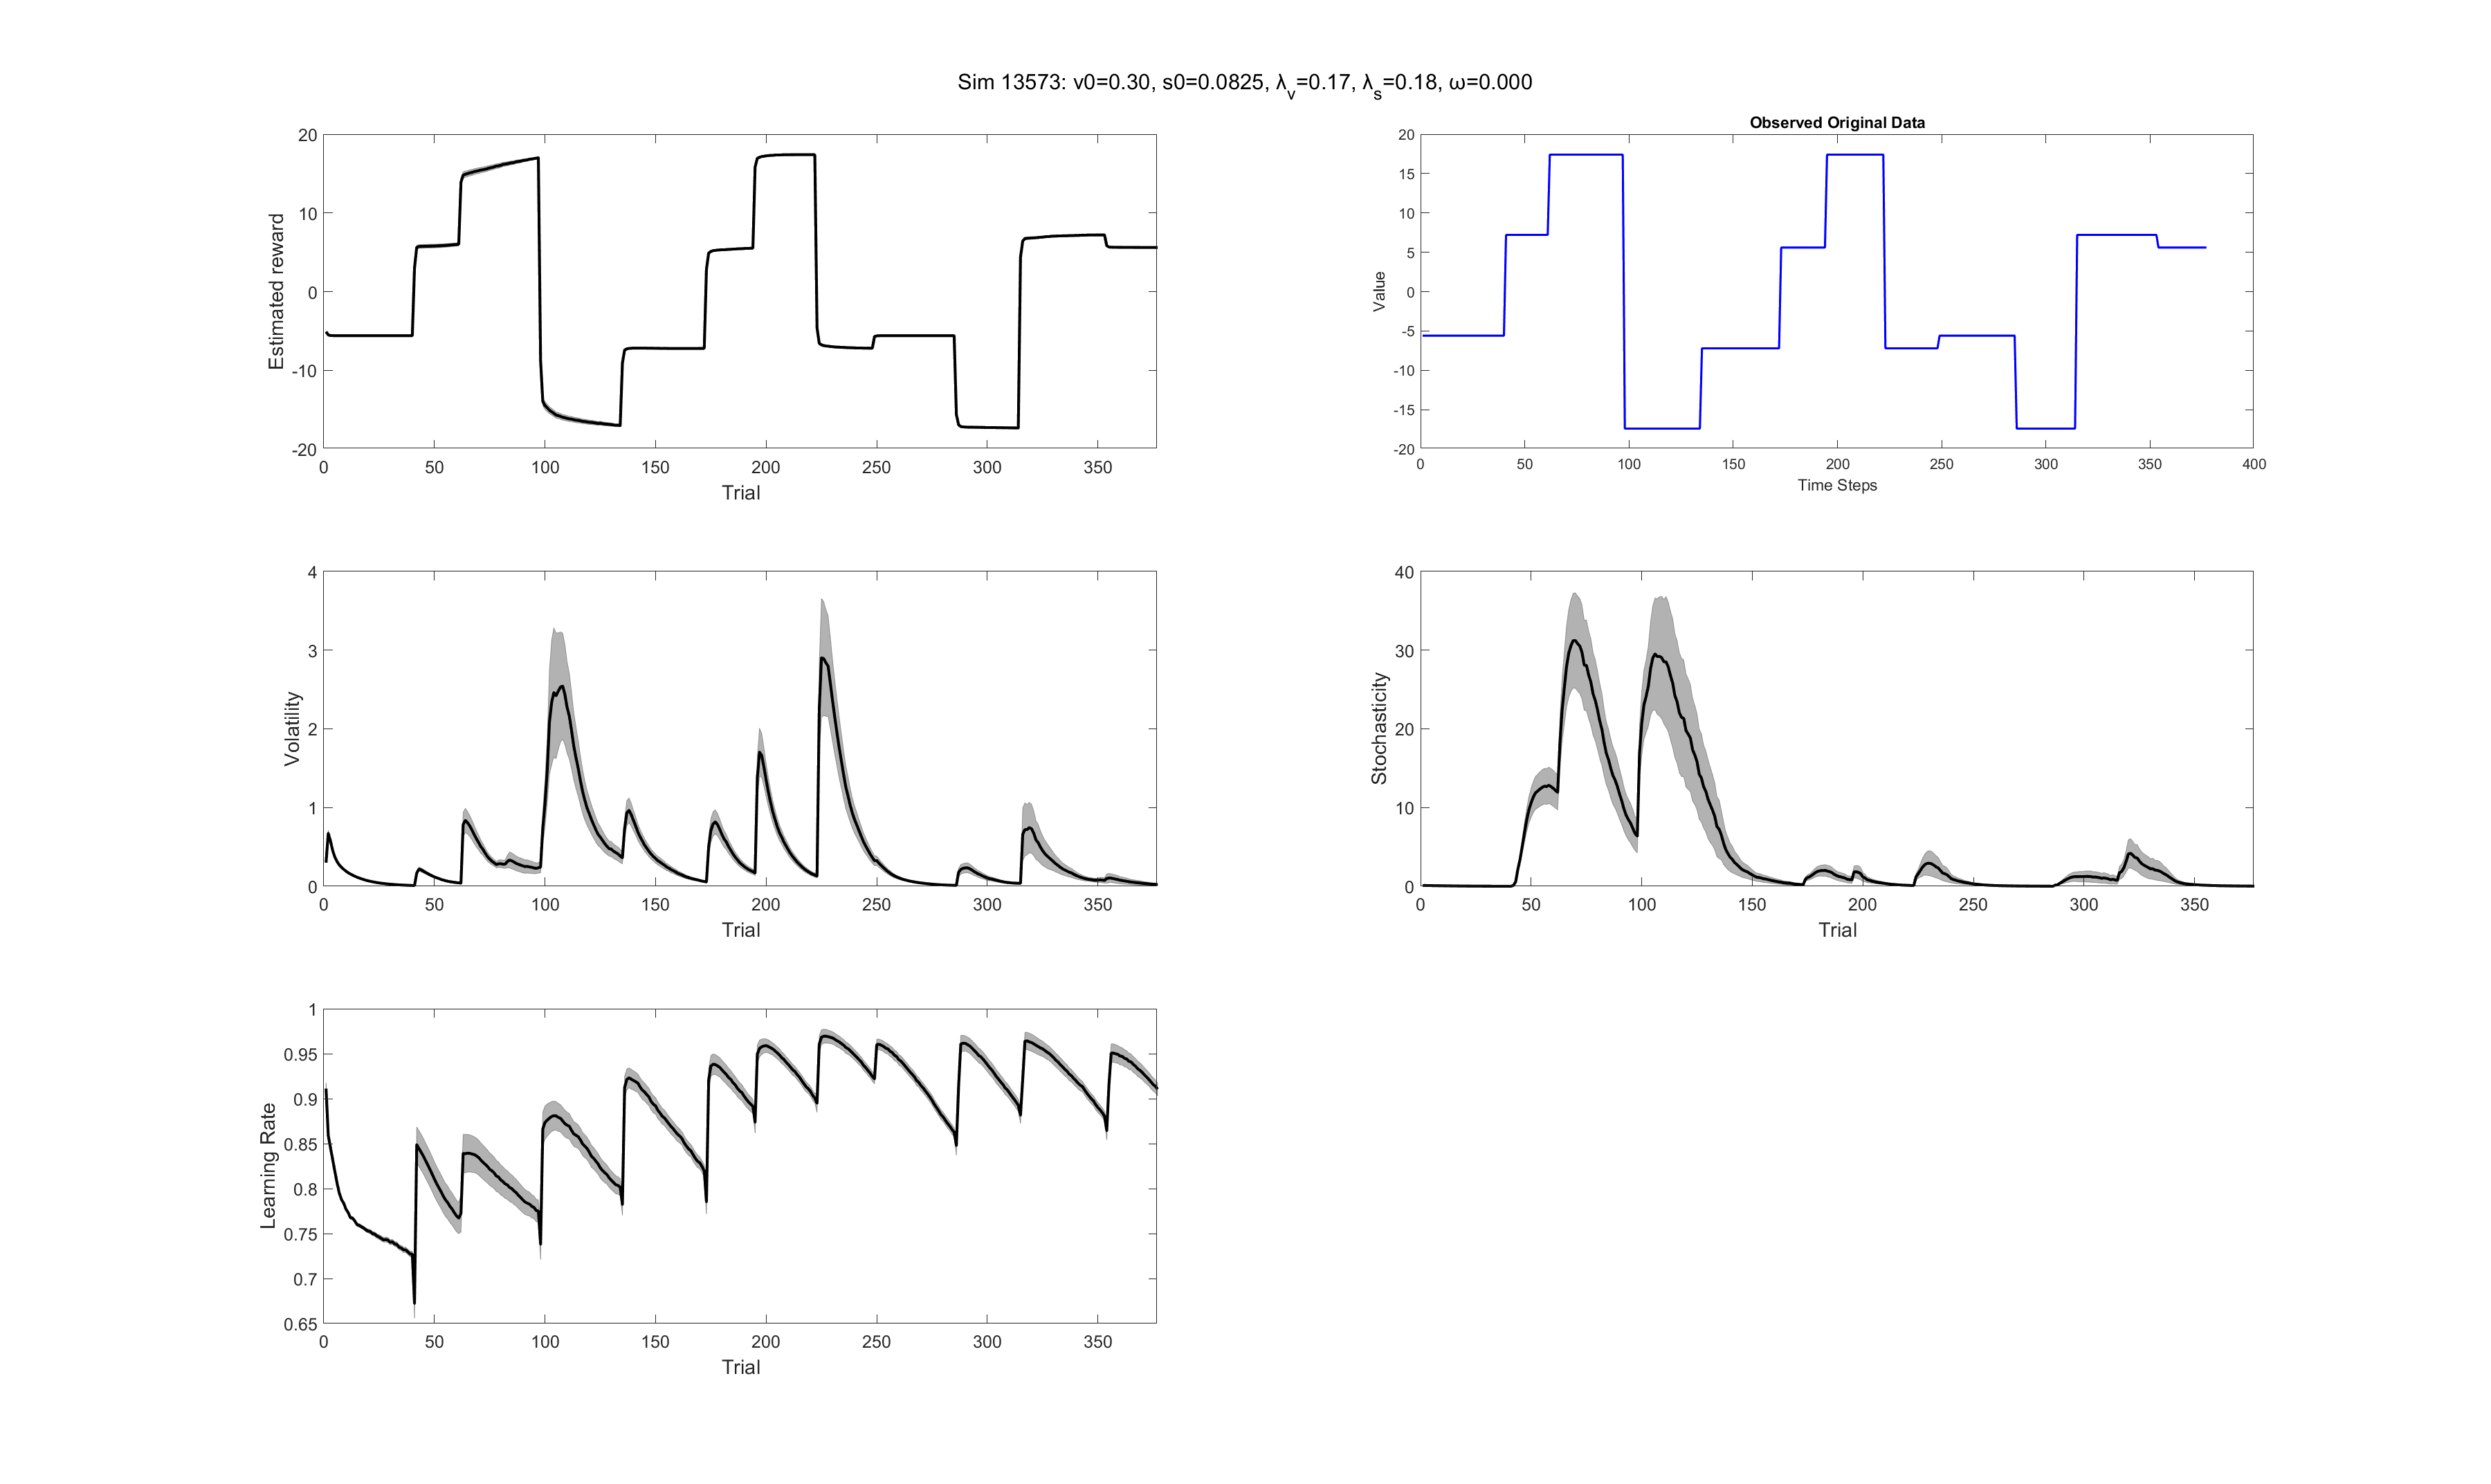 Sim 13573: v0=0.30, s0=0.0825, λv=0.17, λs=0.18, ω=0.000
Estimated reward
20
10
0
-10
-20
0 50 100 150 200 250 300 350
Trial
Observed Original Data
Value
20
15
10
5
0
-5
-10
-15
-20
0 50 100 150 200 250 300 350 400
Time Steps
Volatility
4
3
2
1
0
0 50 100 150 200 250 300 350
Trial
Stochasticity
40
30
20
10
0
0 50 100 150 200 250 300 350
Trial
Learning Rate
1
0.95
0.9
0.85
0.8
0.75
0.7
0.65
0 50 100 150 200 250 300 350
Trial